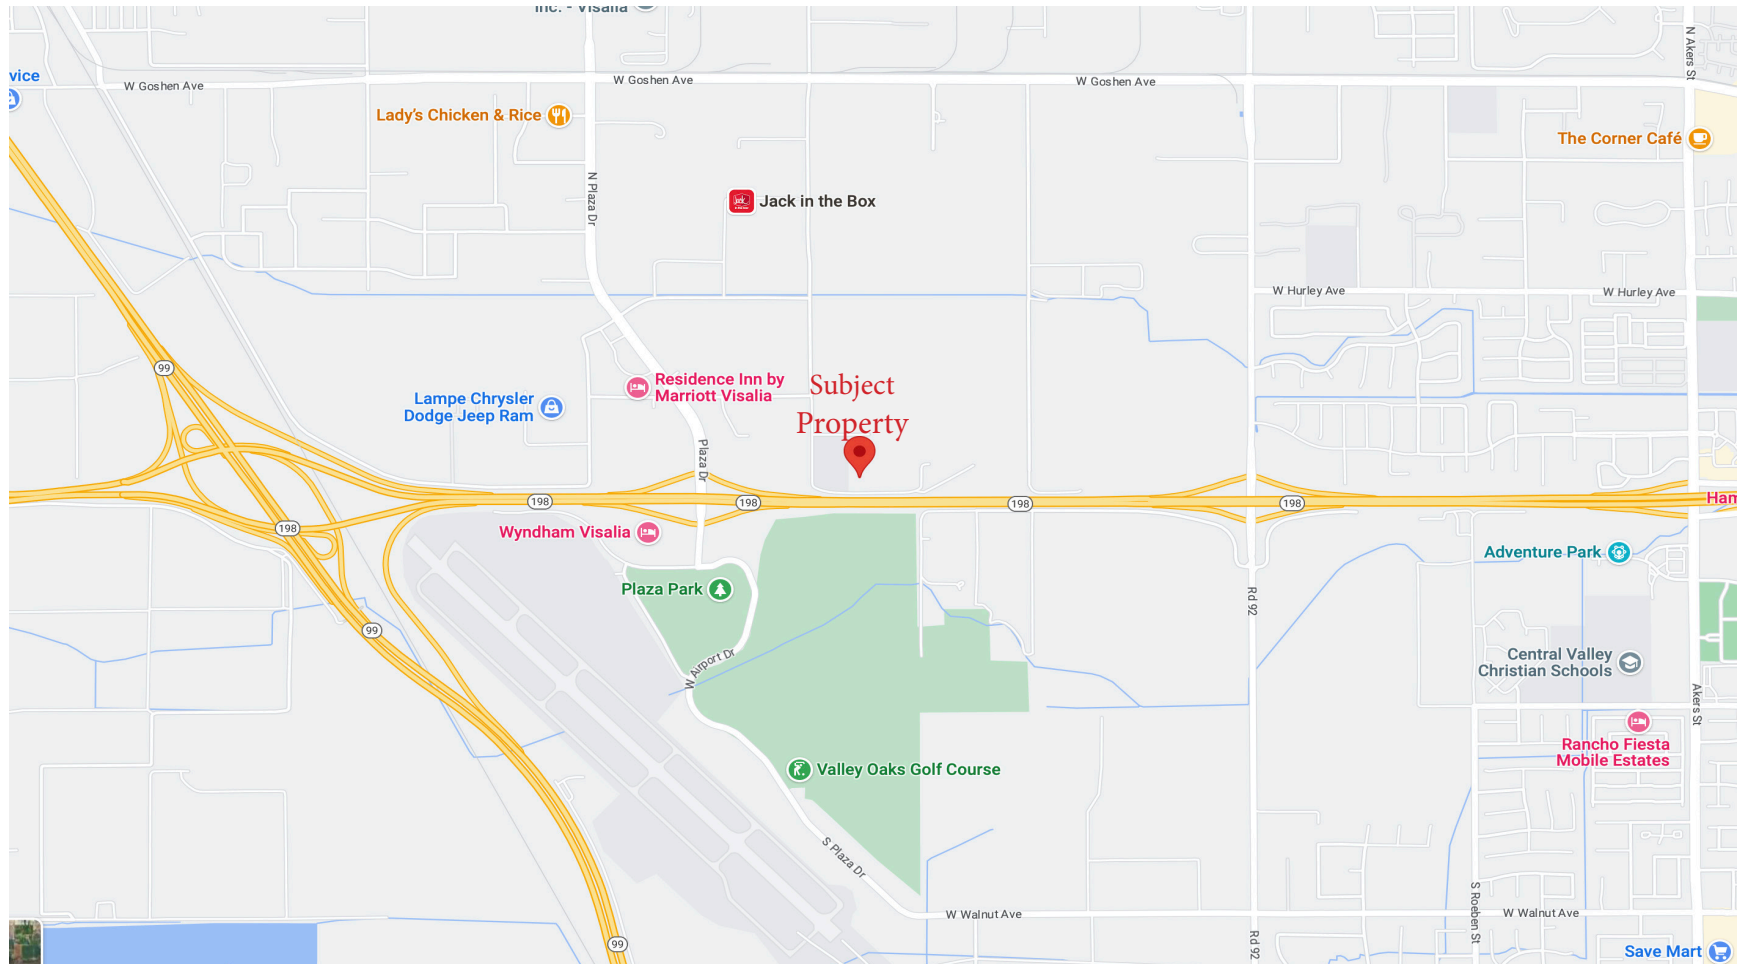 Inc. - Visalia
vice
W Goshen Ave
W Goshen Ave
W Goshen Ave
N Akers St
Lady's Chicken & Rice
The Corner Café
N Plaza Dr
Jack in the Box
W Hurley Ave
W Hurley Ave
99
Residence Inn by
Marriott Visalia
Subject
Property
Lampe Chrysler
Dodge Jeep Ram
Plaza Dr
198
198
198
198
Ham
198
Wyndham Visalia
Adventure Park
Plaza Park
Rd 92
99
W Airport Dr
Central Valley
Christian Schools
Akers St
Rancho Fiesta
Mobile Estates
Valley Oaks Golf Course
S Plaza Dr
S Roeben St
W Walnut Ave
W Walnut Ave
99
Rd 92
Save Mart